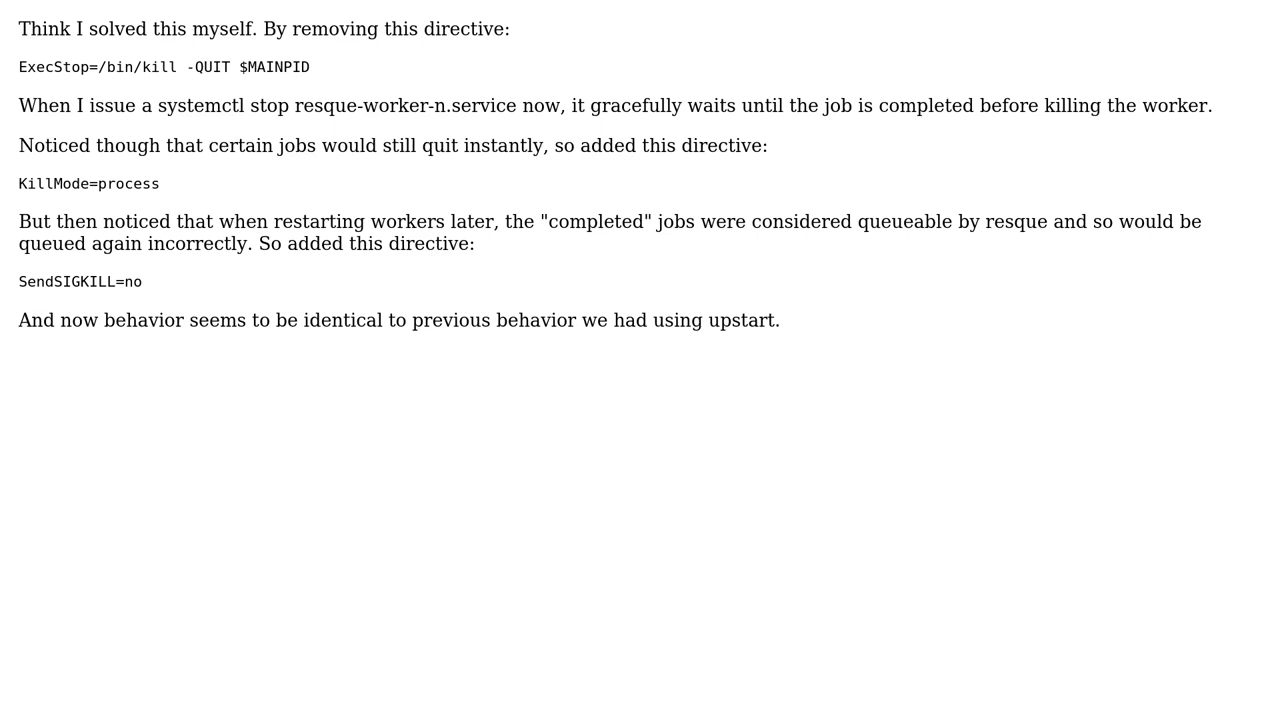 Think I solved this myself. By removing this directive:
ExecStop=/bin/kill -QUIT $MAINPID
When I issue a systemctl stop resque-worker-n.service now, it gracefully waits until the job is completed before killing the worker.
Noticed though that certain jobs would still quit instantly, so added this directive:
KillMode=process
But then noticed that when restarting workers later, the "completed" jobs were considered queueable by resque and so would be
queued again incorrectly. So added this directive:
SendSIGKILL=no
And now behavior seems to be identical to previous behavior we had using upstart.